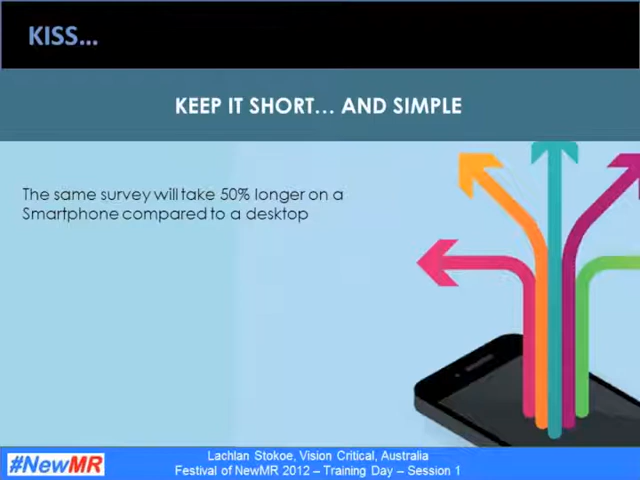 KISS...
KEEP IT SHORT... AND SIMPLE
The same survey will take 50% longer on a
Smartphone compared to a desktop
#NewMR
Lachlan Stokoe, Vision Critical, Australia
Festival of NewMR 2012 – Training Day – Session 1